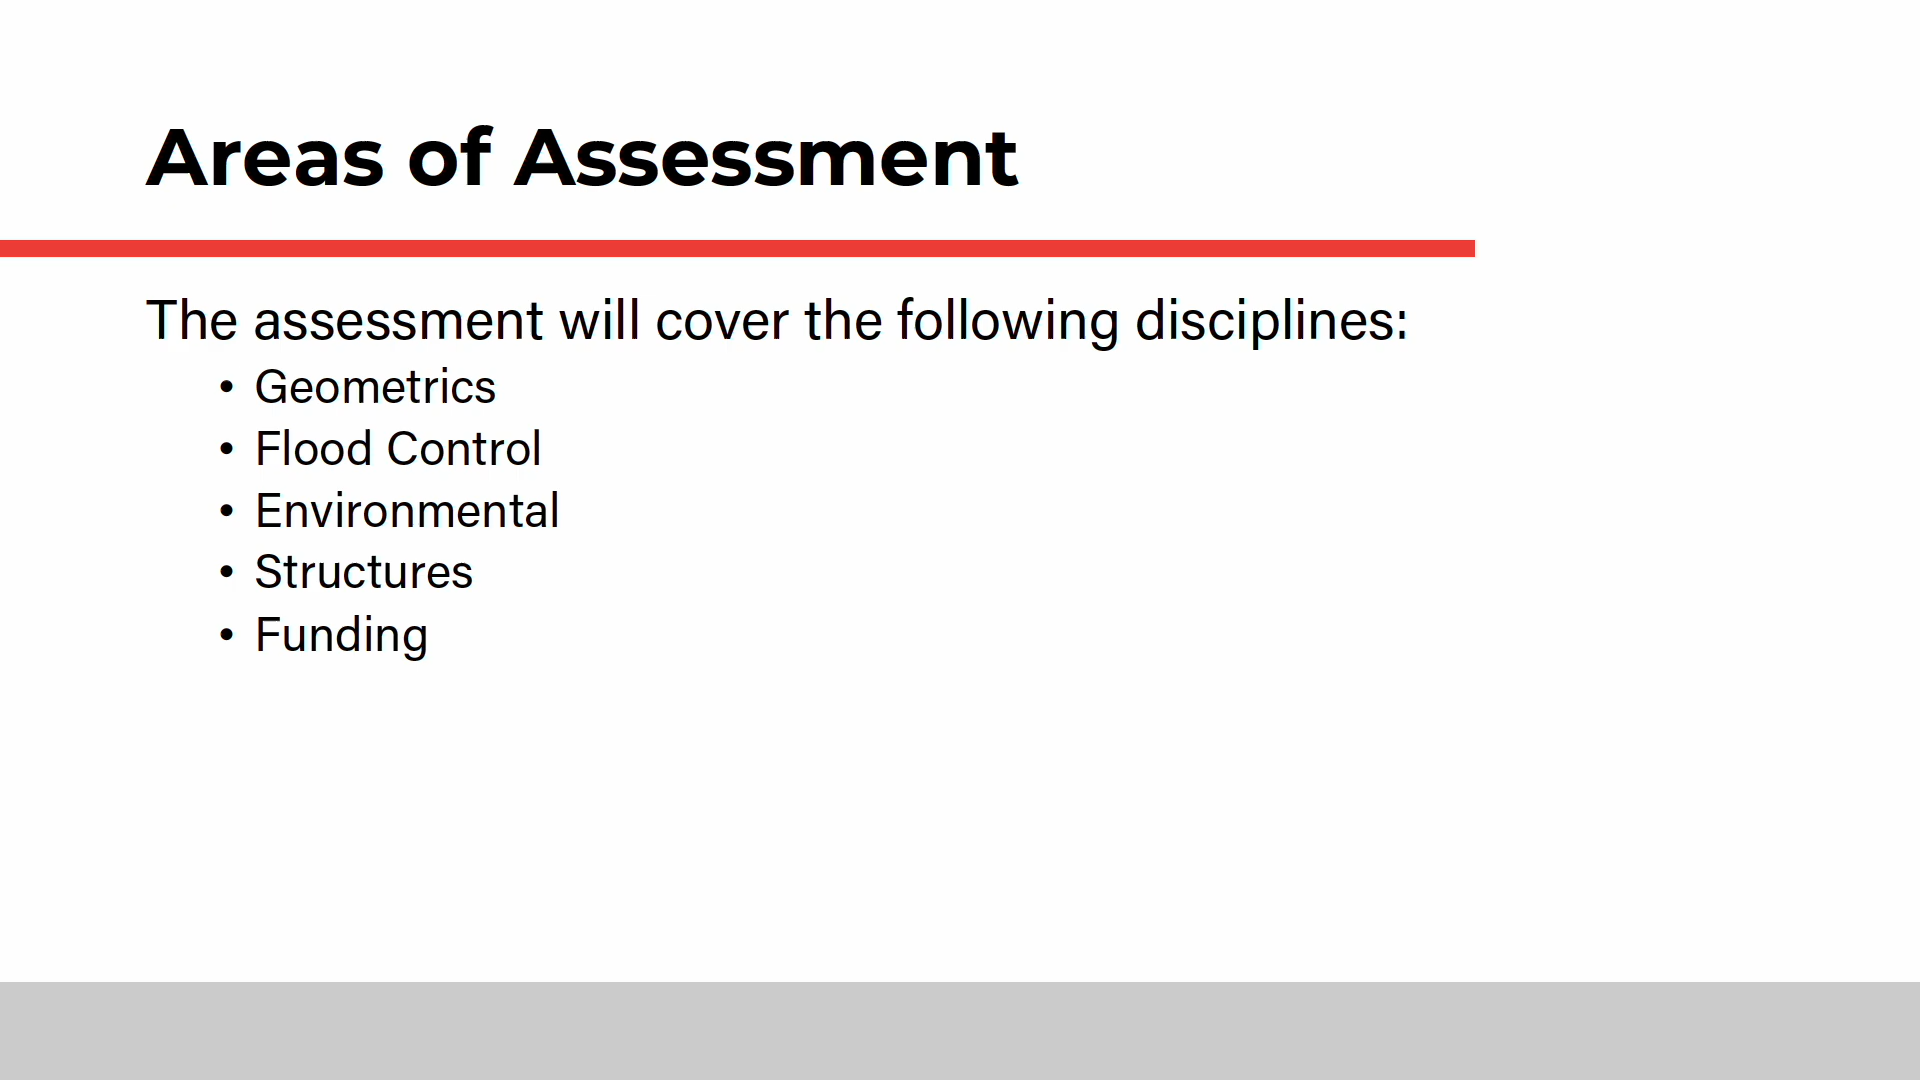 Areas of Assessment
The assessment will cover the following disciplines:
• Geometrics
• Flood Control
• Environmental
• Structures
• Funding